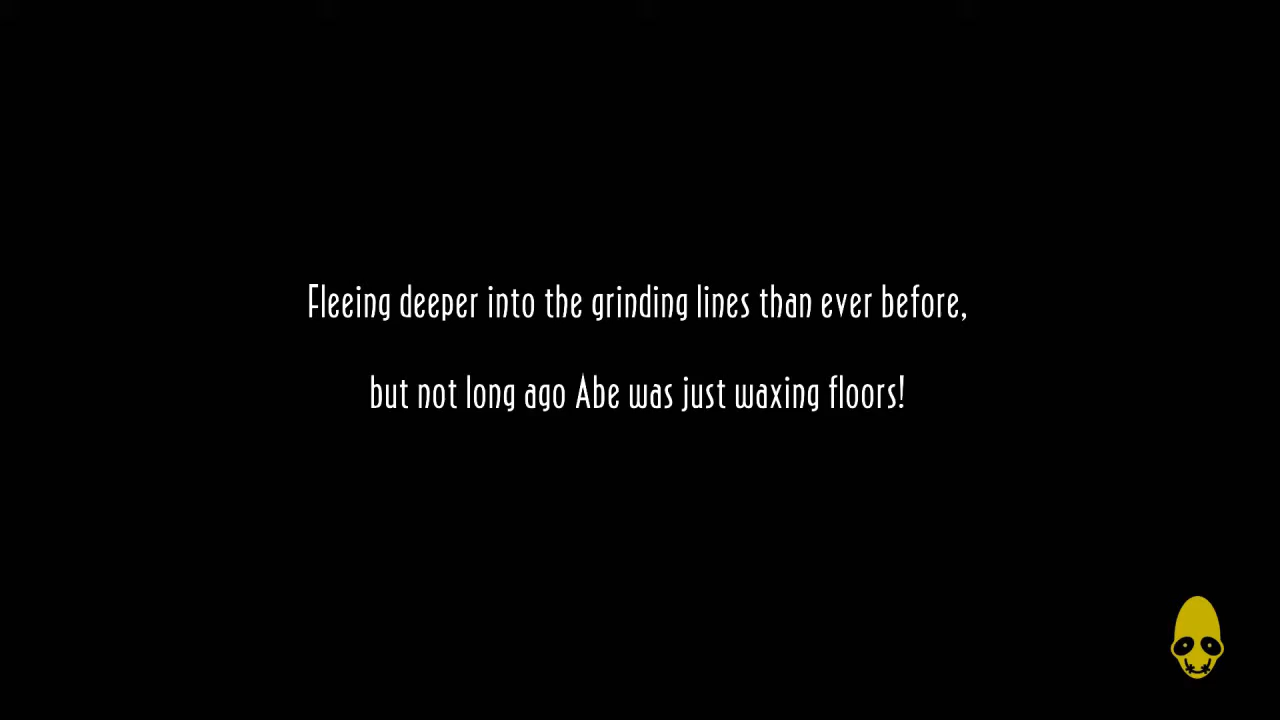 Fleeing deeper into the grinding lines than ever before,
but not long ago Abe was just waxing floors!